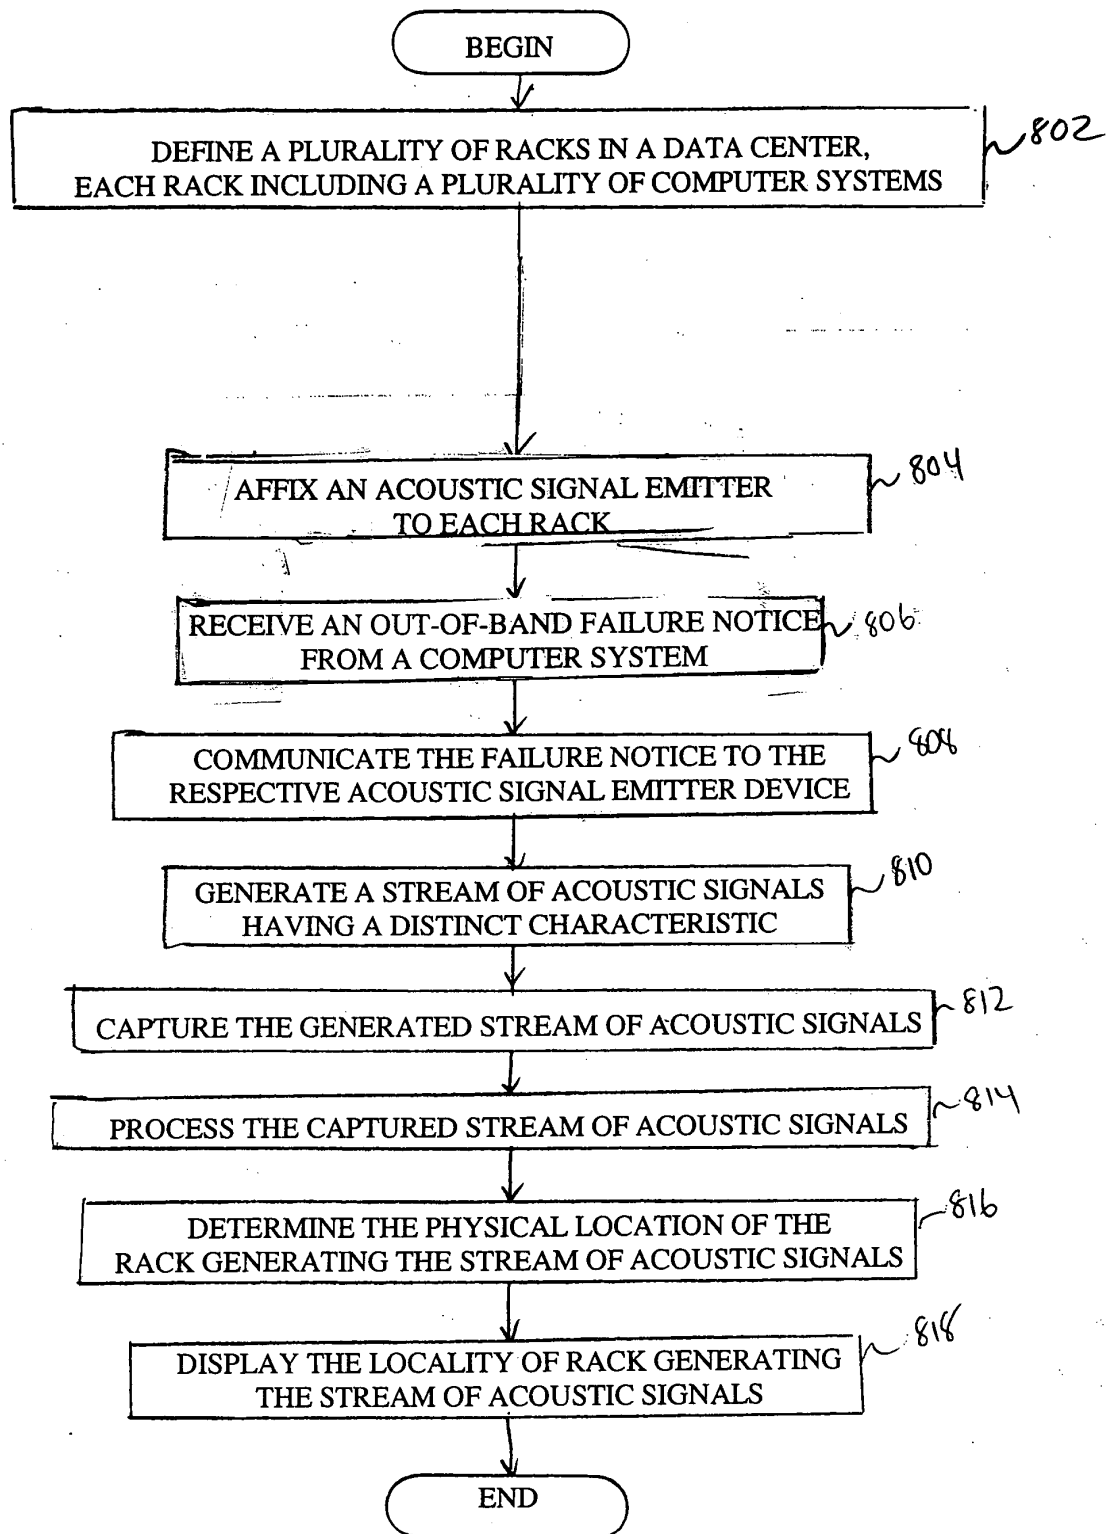 BEGIN
DEFINE A PLURALITY OF RACKS IN A DATA CENTER,
EACH RACK INCLUDING A PLURALITY OF COMPUTER SYSTEMS
802
AFFIX AN ACOUSTIC SIGNAL EMITTER
TO EACH RACK
804
RECEIVE AN OUT-OF-BAND FAILURE NOTICE
FROM A COMPUTER SYSTEM
806
COMMUNICATE THE FAILURE NOTICE TO THE
RESPECTIVE ACOUSTIC SIGNAL EMITTER DEVICE
808
GENERATE A STREAM OF ACOUSTIC SIGNALS
HAVING A DISTINCT CHARACTERISTIC
810
CAPTURE THE GENERATED STREAM OF ACOUSTIC SIGNALS
812
PROCESS THE CAPTURED STREAM OF ACOUSTIC SIGNALS
814
DETERMINE THE PHYSICAL LOCATION OF THE
RACK GENERATING THE STREAM OF ACOUSTIC SIGNALS
816
DISPLAY THE LOCALITY OF RACK GENERATING
THE STREAM OF ACOUSTIC SIGNALS
818
END